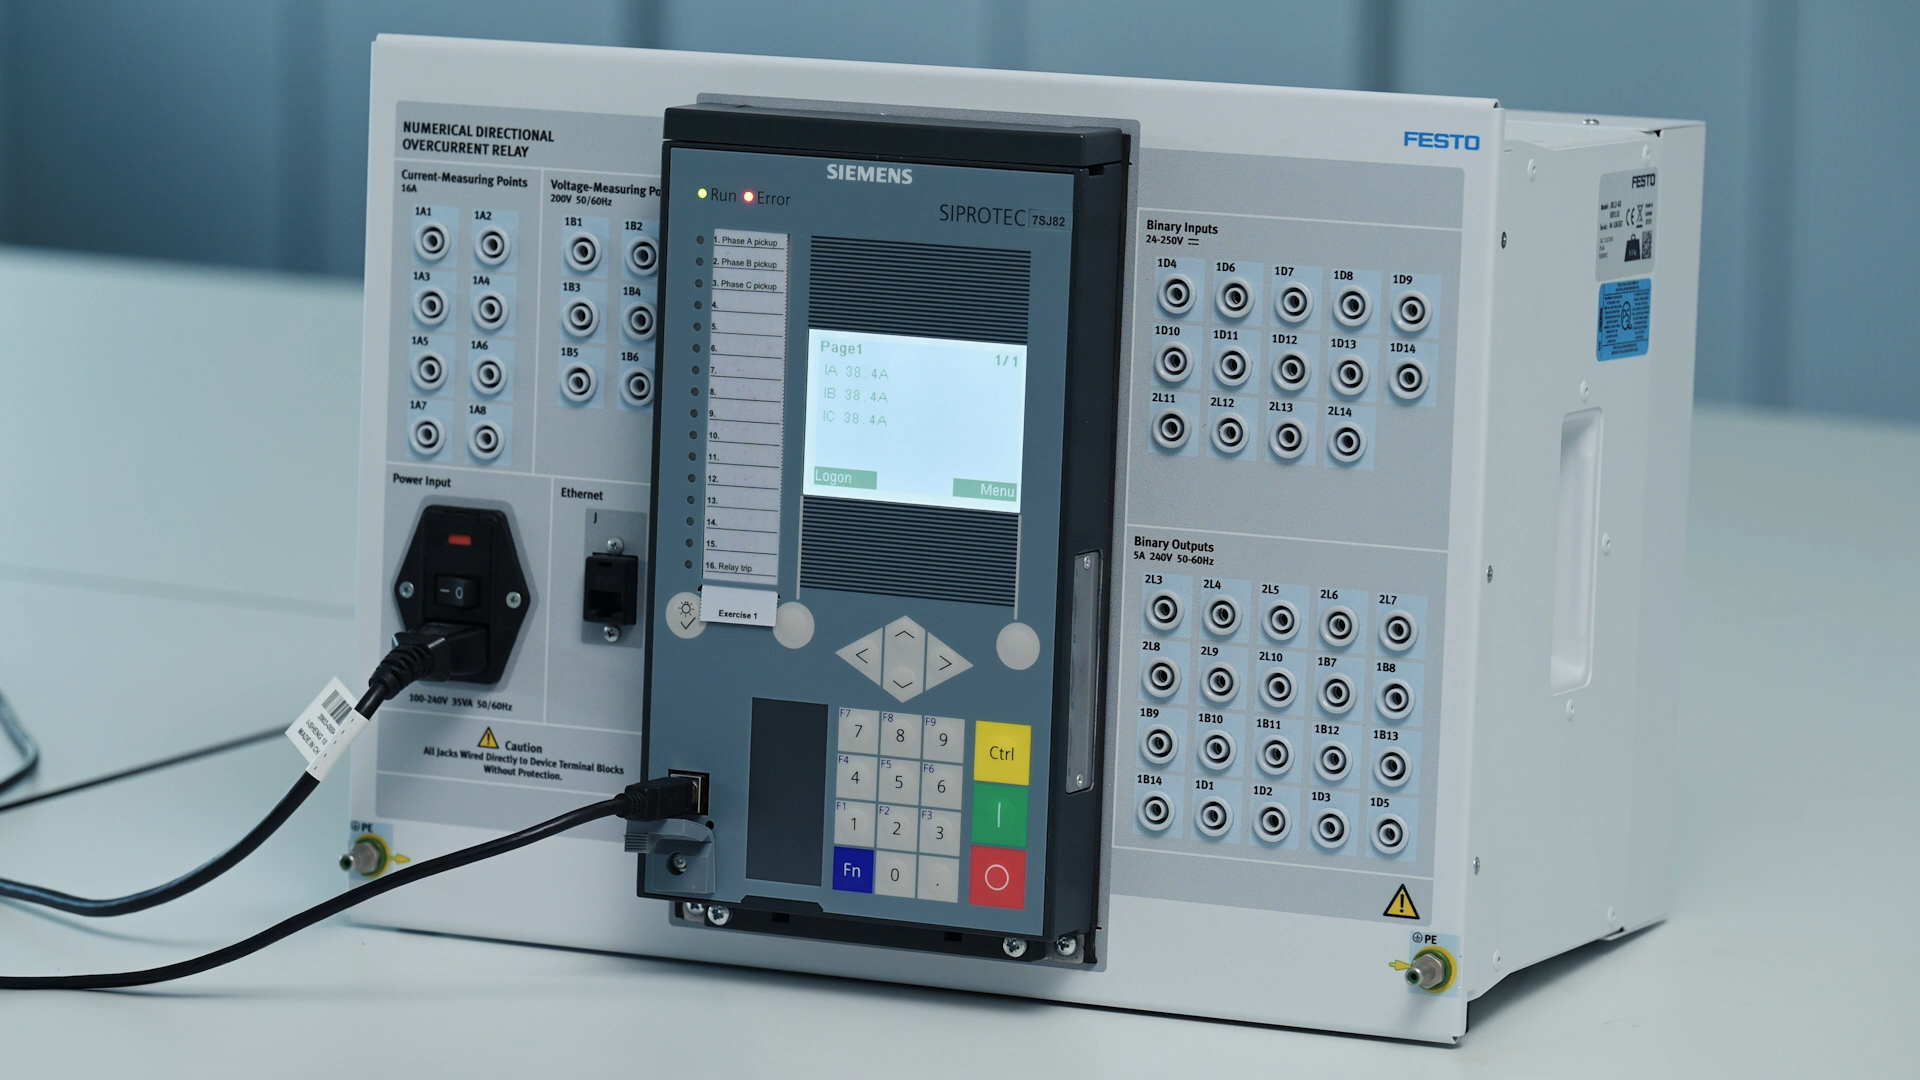 NUMERICAL DIRECTIONAL
OVERCURRENT RELAY
Current-Measuring Points
16A
1A1 1A2
1A3 1A4
1A5 1A6
1A7 1A8
Voltage-Measuring Po
200V 50/60Hz
1B1 1B2
1B3 1B4
1B5 1B6
Power Input
100-240V 35VA 50/60Hz
Ethernet
J
Caution
All Jacks Wired Directly to Device Terminal Blocks
Without Protection.
PE
MADE IN CH
SIEMENS
Run Error
SIPROTEC 7SJ82
1. Phase A pickup
2. Phase B pickup
3. Phase C pickup
4.
5.
6.
7.
8.
9.
10.
11.
12.
13.
14.
15.
16. Relay trip
Exercise 1
Page1 1/1
IA 38.4A
IB 38.4A
IC 38.4A
Logon Menu
F7 7 F8 8 F9 9 Ctrl
F4 4 F5 5 F6 6
F1 1 F2 2 F3 3
Fn 0 .
FESTO
Binary Inputs
24-250V
1D4 1D6 1D7 1D8 1D9
1D10 1D11 1D12 1D13 1D14
2L11 2L12 2L13 2L14
Binary Outputs
5A 240V 50-60Hz
2L3 2L4 2L5 2L6 2L7
2L8 2L9 2L10 1B7 1B8
1B9 1B10 1B11 1B12 1B13
1B14 1D1 1D2 1D3 1D5
PE
FESTO
CE